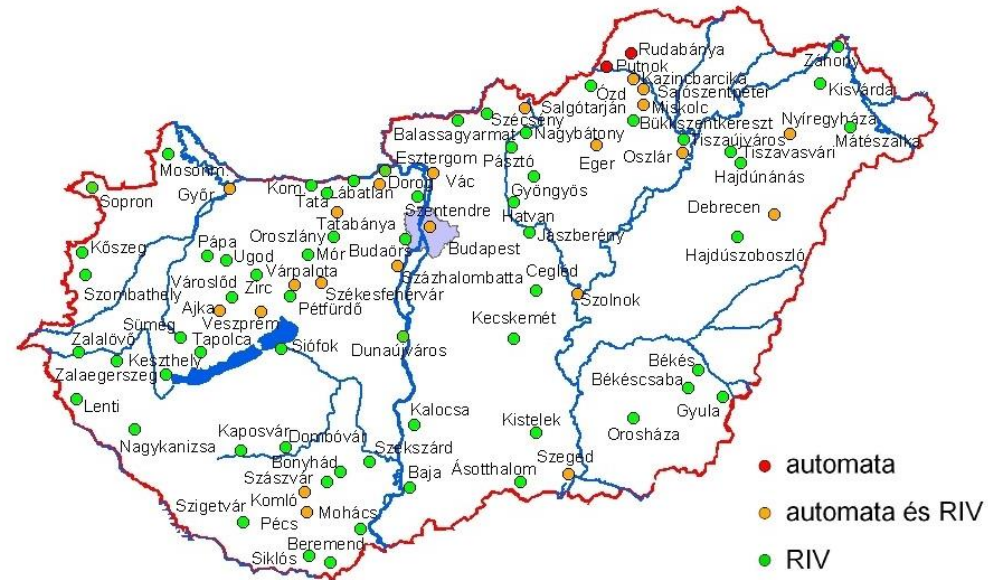 Rudabánya
Putnok
Kazincbarcika
Záhony
Ózd
Sajószentpéter
Kisvárda
Salgótarján
Miskolc
Szécsény
Bükkszentkereszt
Nyíregyháza
Balassagyarmat
Nagybátony
Tiszaújváros
Mátészalka
Pásztó
Eger
Oszlár
Tiszavasvári
Mosonm.
Esztergom
Hajdúnánás
Győr
Kom.
Lábatlan
Dorog
Vác
Gyöngyös
Sopron
Tata
Szentendre
Hatvan
Debrecen
Tatabánya
Kőszeg
Pápa
Oroszlány
Budaörs
Budapest
Jászberény
Ugod
Mór
Hajdúszoboszló
Várpalota
Százhalombatta
Cegléd
Városlőd
Zirc
Székesfehérvár
Szombathely
Pétfürdő
Szolnok
Ajka
Veszprém
Sümeg
Kecskemét
Zalalövő
Tapolca
Siófok
Dunaújváros
Keszthely
Békés
Zalaegerszeg
Békéscsaba
Lenti
Kalocsa
Kistelek
Gyula
Nagykanizsa
Kaposvár
Dombóvár
Orosháza
Szekszárd
Bonyhád
Szeged
Szászvár
Baja
Ásotthalom
Komló
Szigetvár
Pécs
Mohács
Beremend
Siklós
automata
automata és RIV
RIV